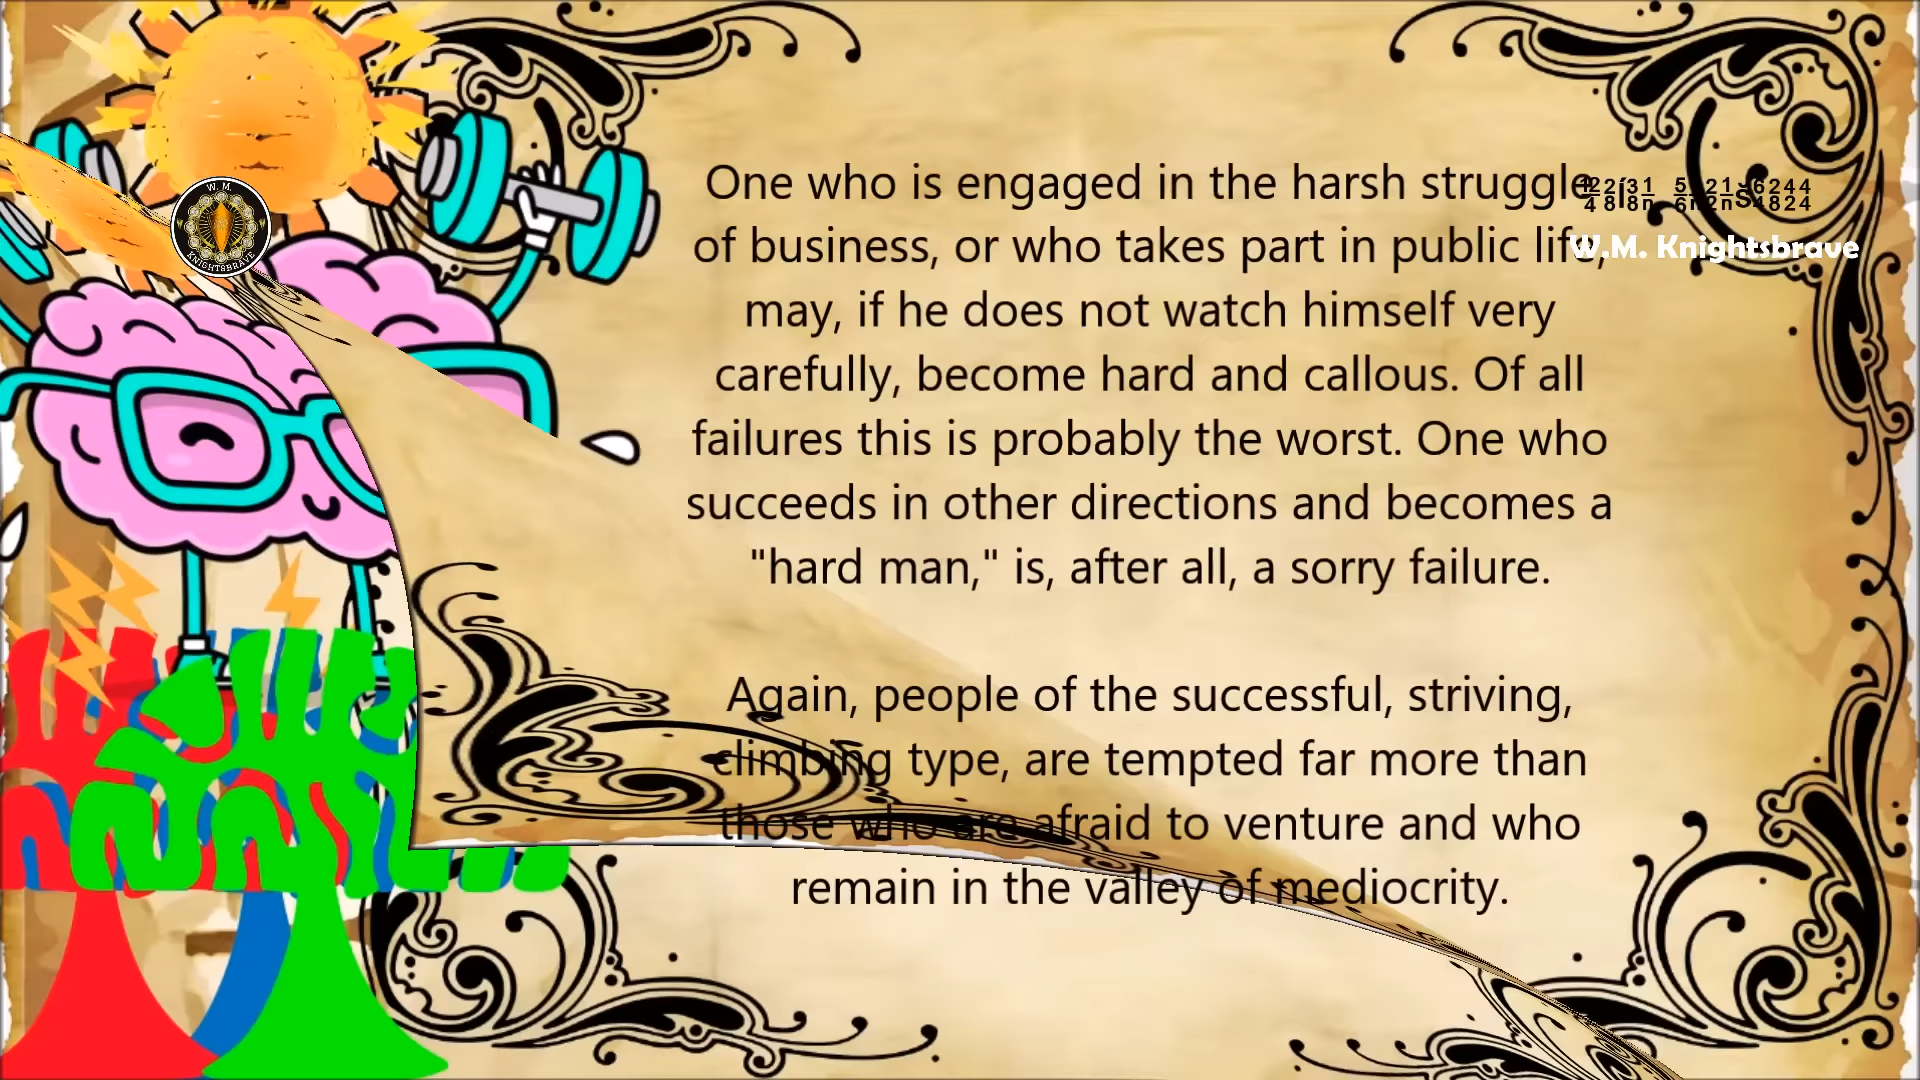 One who is engaged in the harsh struggle
of business, or who takes part in public life,
may, if he does not watch himself very
carefully, become hard and callous. Of all
failures this is probably the worst. One who
succeeds in other directions and becomes a
"hard man," is, after all, a sorry failure.
Again, people of the successful, striving,
climbing type, are tempted far more than
those who are afraid to venture and who
remain in the valley of mediocrity.
W.M. Knightsbrave
W. M.
KNIGHTSBRAVE